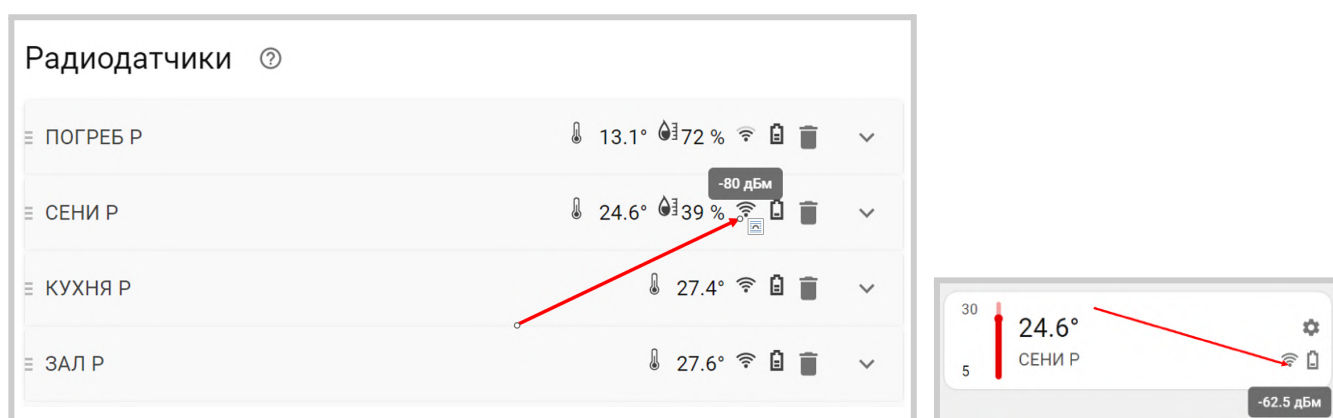 Радиодатчики
ПОГРЕБ Р 13.1° 72 %
-80 дБм
СЕНИ Р 24.6° 39 %
КУХНЯ Р 27.4°
ЗАЛ Р 27.6°
30
24.6°
СЕНИ Р
5
-62.5 дБм